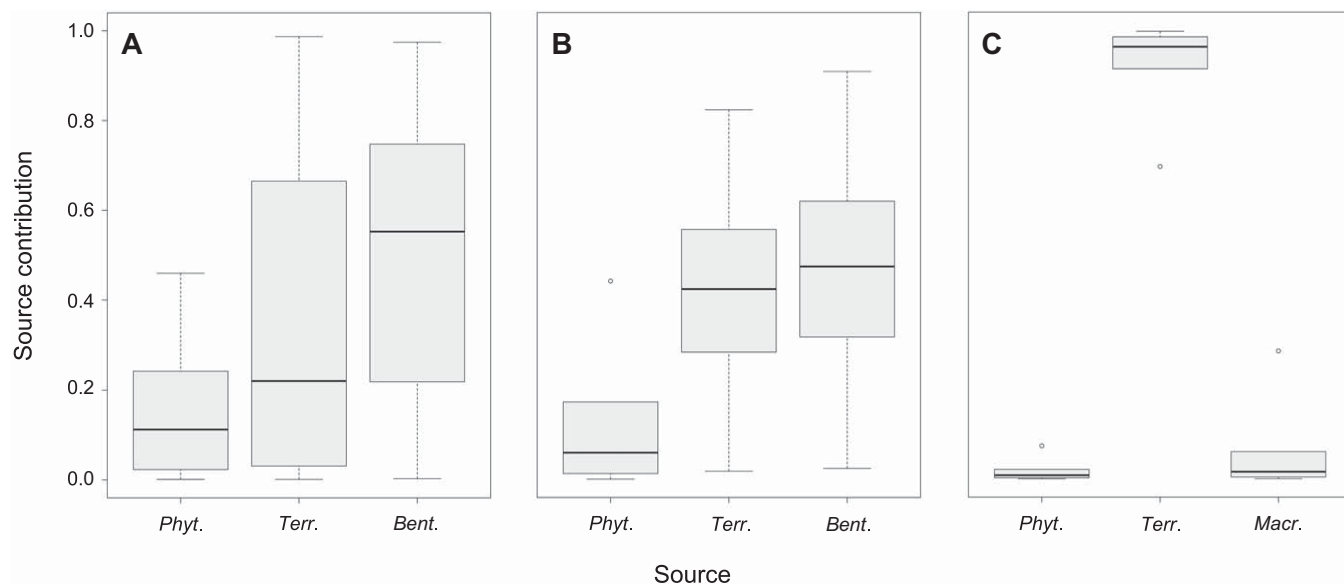 A
B
C
Source contribution
1.0
0.8
0.6
0.4
0.2
0.0
Phyt. Terr. Bent.
Phyt. Terr. Bent.
Phyt. Terr. Macr.
Source